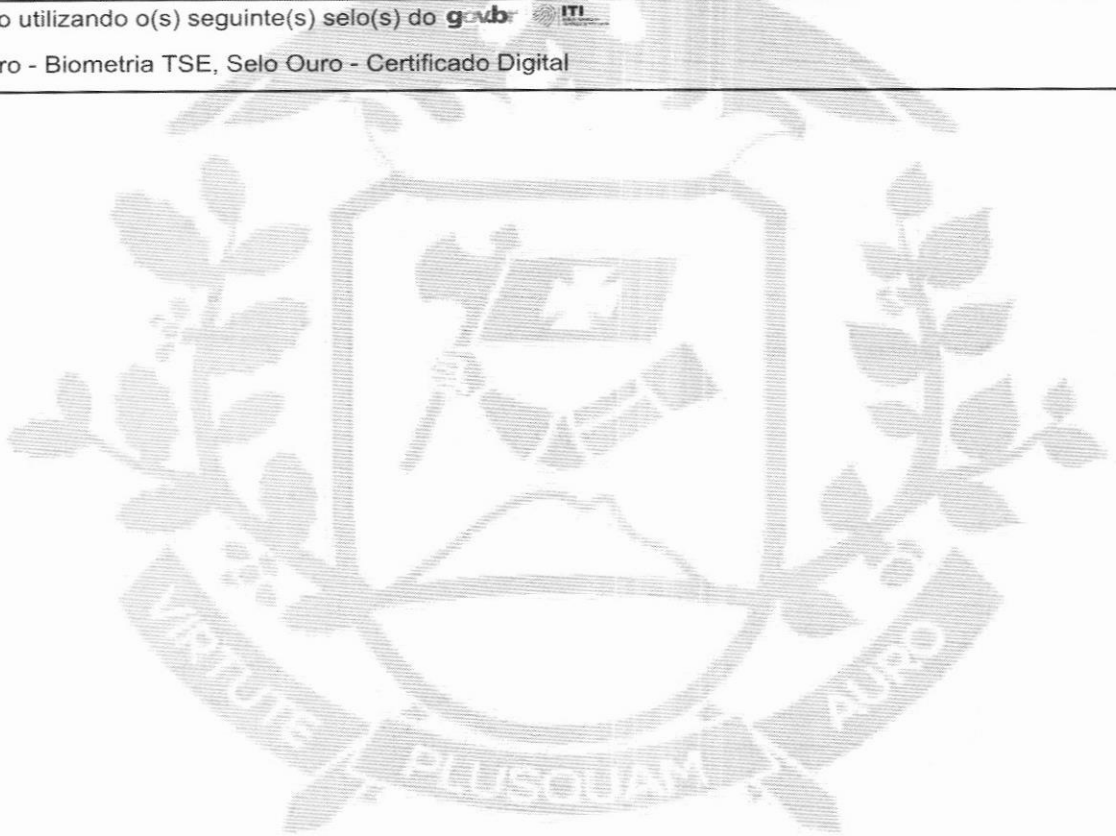 o utilizando o(s) seguinte(s) selo(s) do gov.br ITI
ro - Biometria TSE, Selo Ouro - Certificado Digital
VIRTUTE PLUSQUAM AURO